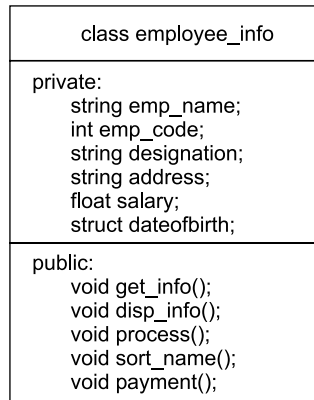 class employee_info
private:
string emp_name;
int emp_code;
string designation;
string address;
float salary;
struct dateofbirth;
public:
void get_info();
void disp_info();
void process();
void sort_name();
void payment();